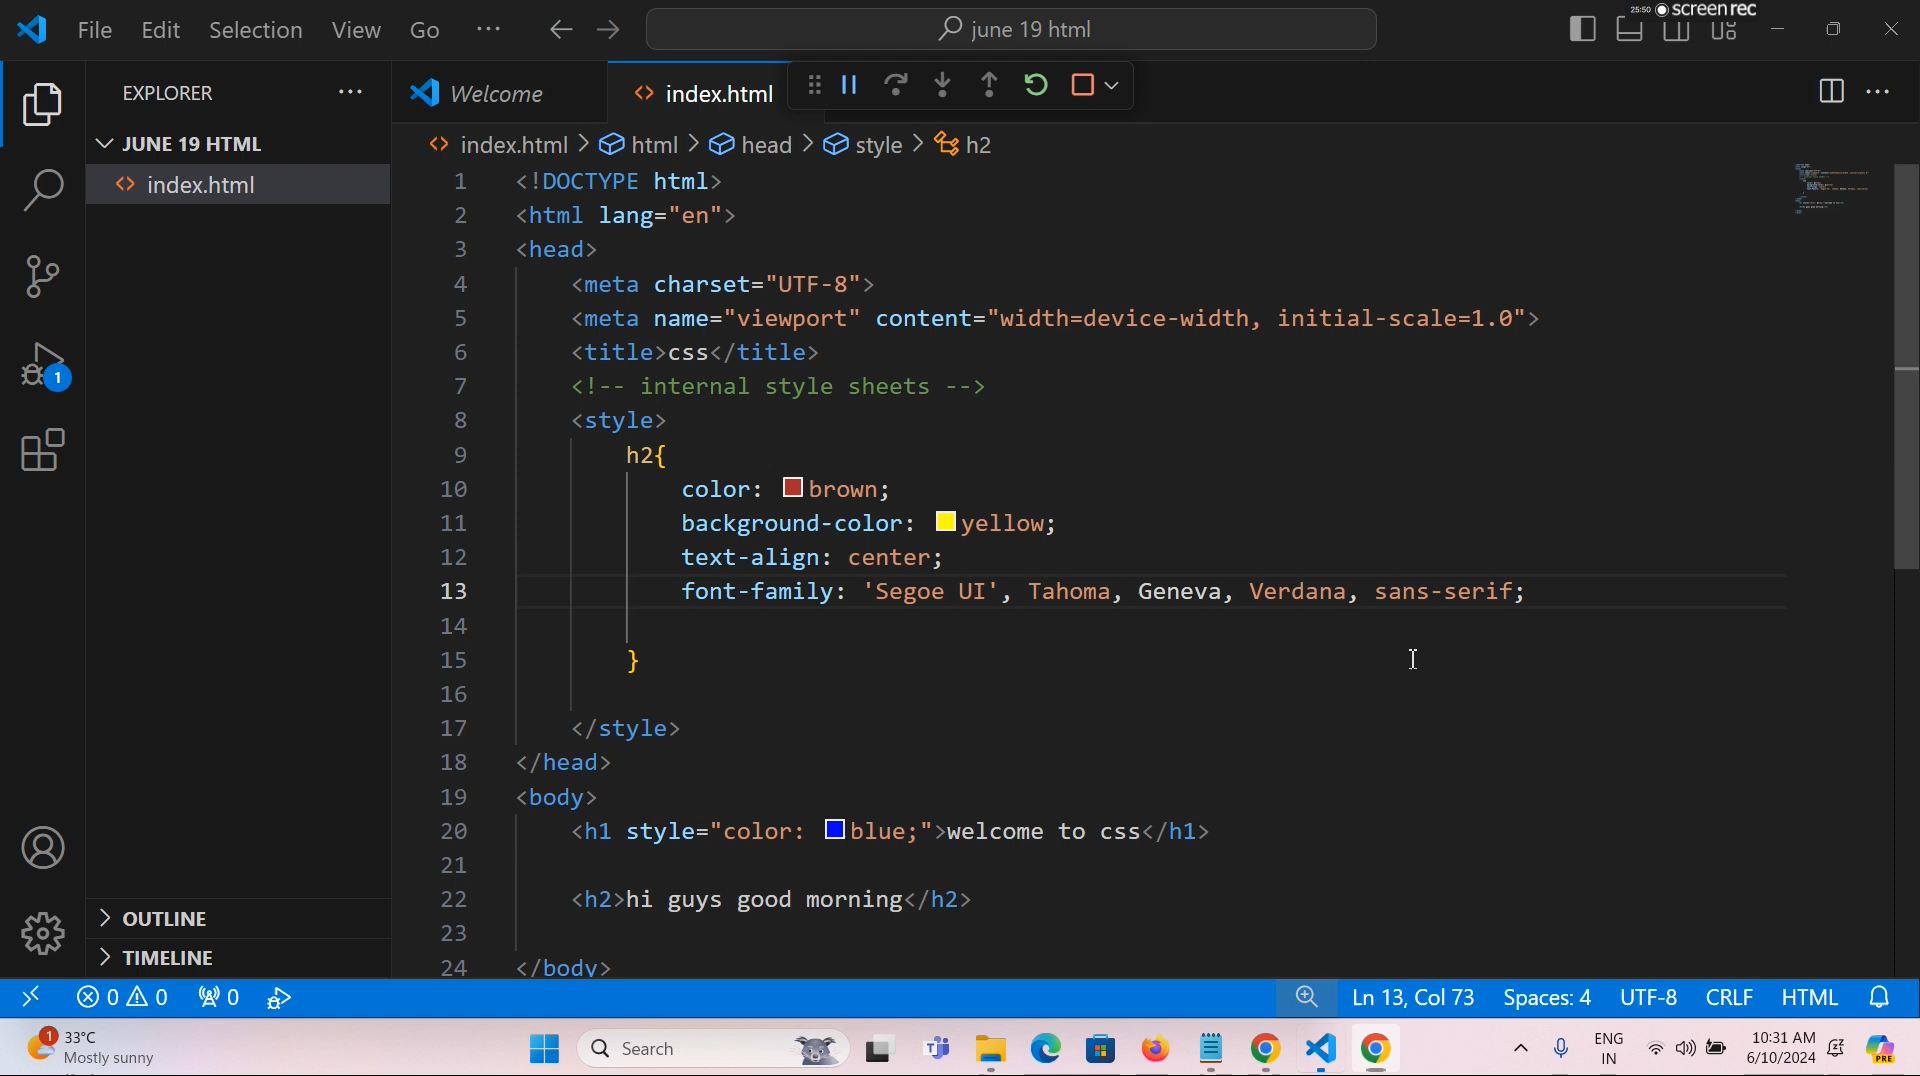 25:50 screenrec
File Edit Selection View Go ··· june 19 html
EXPLORER ···
Welcome
index.html
JUNE 19 HTML
index.html > html > head > style > h2
index.html
1 <!DOCTYPE html>
2 <html lang="en">
3 <head>
4 <meta charset="UTF-8">
5 <meta name="viewport" content="width=device-width, initial-scale=1.0">
6 <title>css</title>
7 <!-- internal style sheets -->
8 <style>
9 h2{
10 color: brown;
11 background-color: yellow;
12 text-align: center;
13 font-family: 'Segoe UI', Tahoma, Geneva, Verdana, sans-serif;
14
15 }
16
17 </style>
18 </head>
19 <body>
20 <h1 style="color: blue;">welcome to css</h1>
21
22 <h2>hi guys good morning</h2>
23
24 </body>
1
OUTLINE
TIMELINE
0 0 0 Ln 13, Col 73 Spaces: 4 UTF-8 CRLF HTML
1 33°C
Mostly sunny
Search
ENG
IN
10:31 AM
6/10/2024
PRE